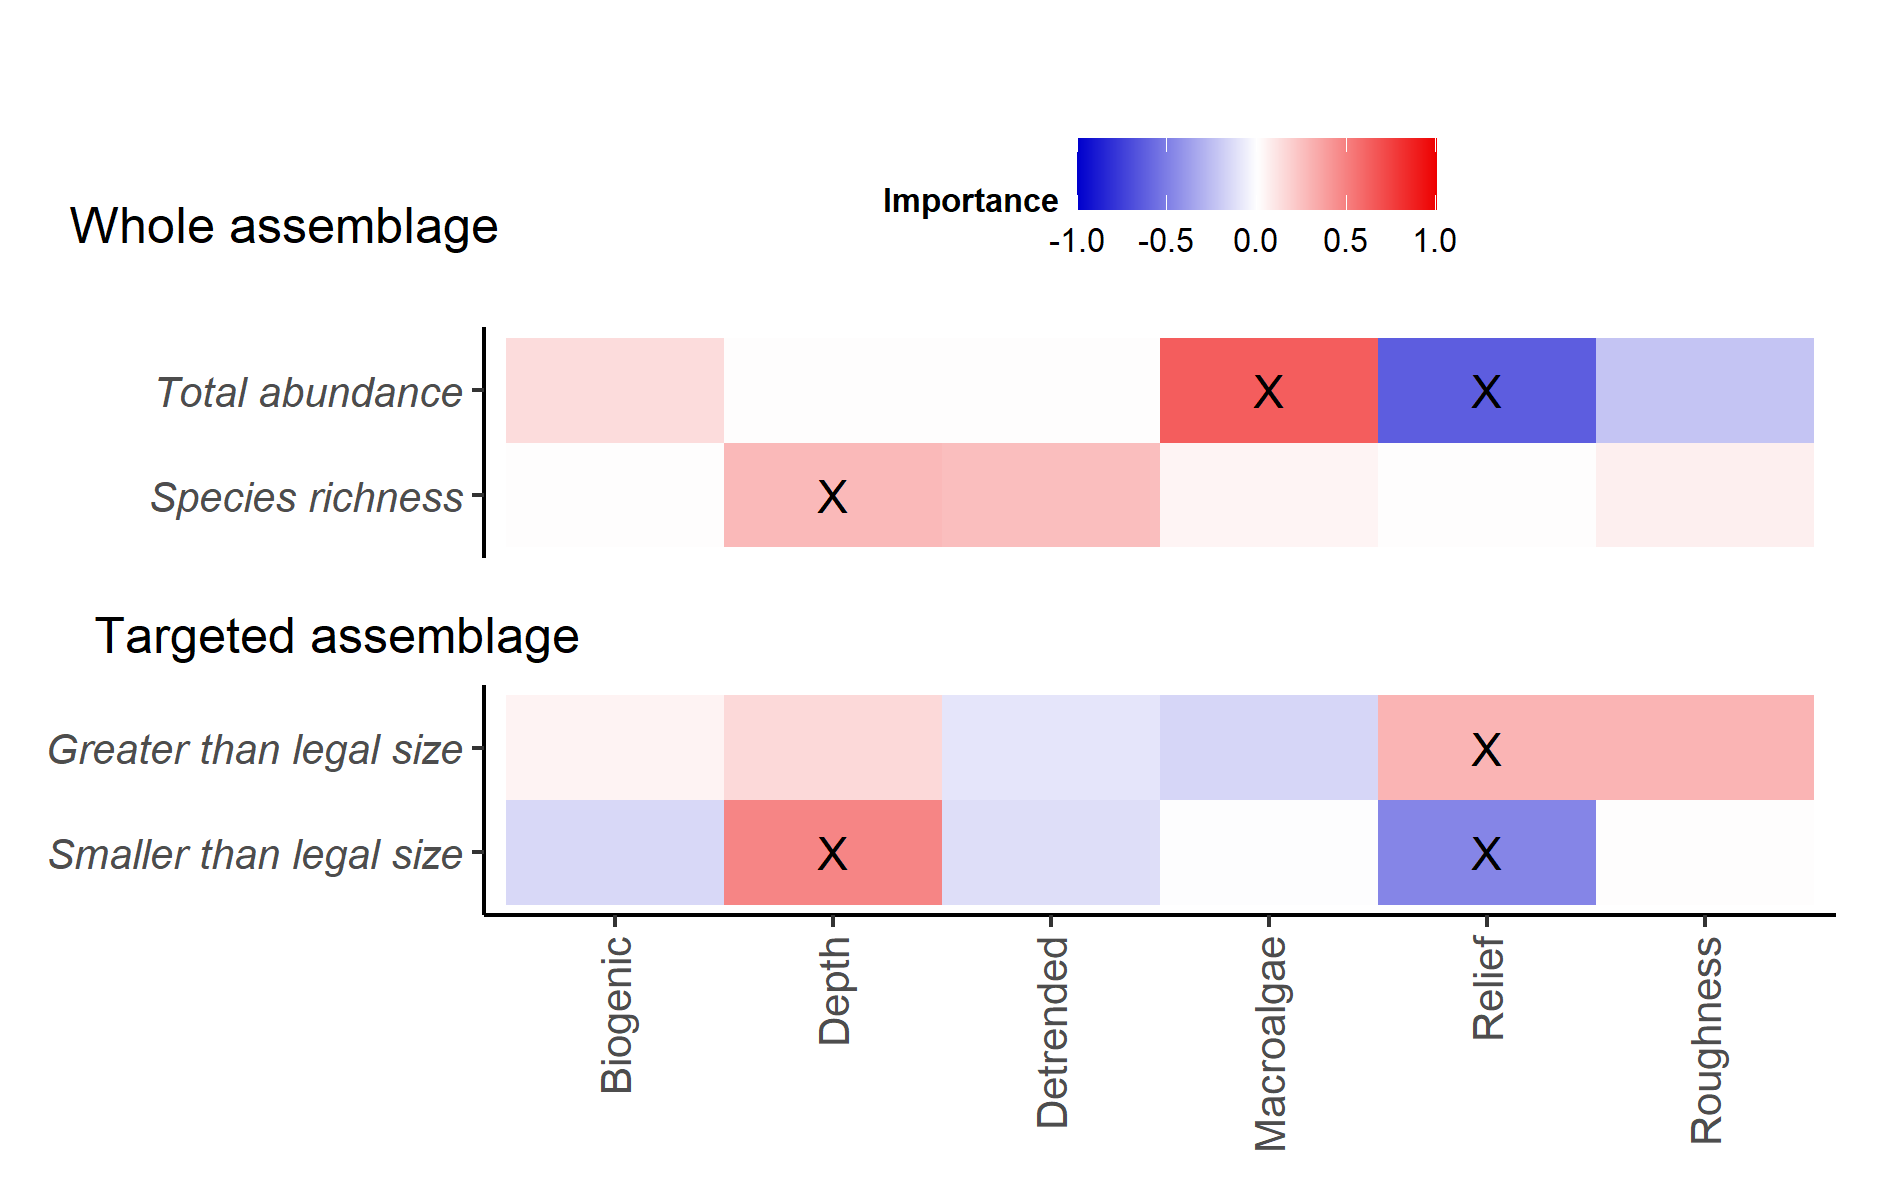 Importance
-1.0 -0.5 0.0 0.5 1.0
Whole assemblage
Total abundance X X
Species richness X
Targeted assemblage
Greater than legal size X
Smaller than legal size X X
Biogenic Depth Detrended Macroalgae Relief Roughness